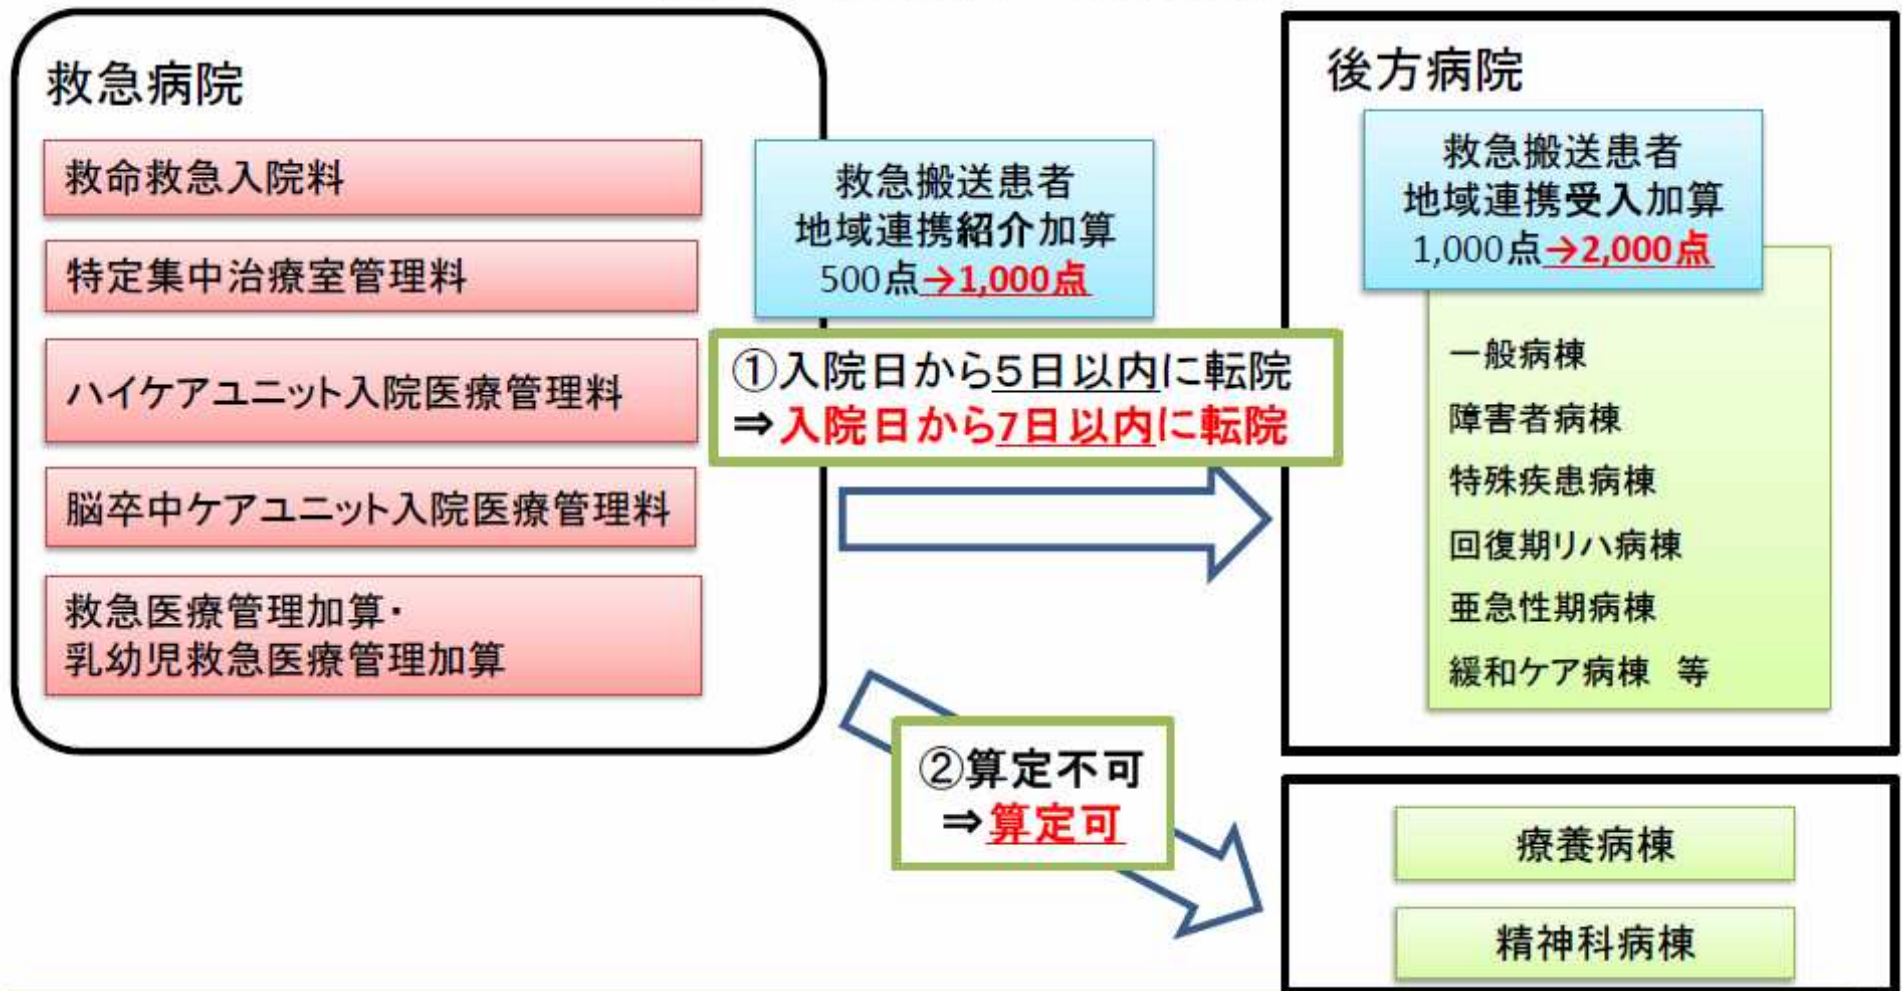 救急病院
救命救急入院料
特定集中治療室管理料
ハイケアユニット入院医療管理料
脳卒中ケアユニット入院医療管理料
救急医療管理加算・
乳幼児救急医療管理加算
救急搬送患者
地域連携紹介加算
500点→1,000点
①入院日から5日以内に転院
⇒入院日から7日以内に転院
②算定不可
⇒算定可
後方病院
救急搬送患者
地域連携受入加算
1,000点→2,000点
一般病棟
障害者病棟
特殊疾患病棟
回復期リハ病棟
亜急性期病棟
緩和ケア病棟　等
療養病棟
精神科病棟